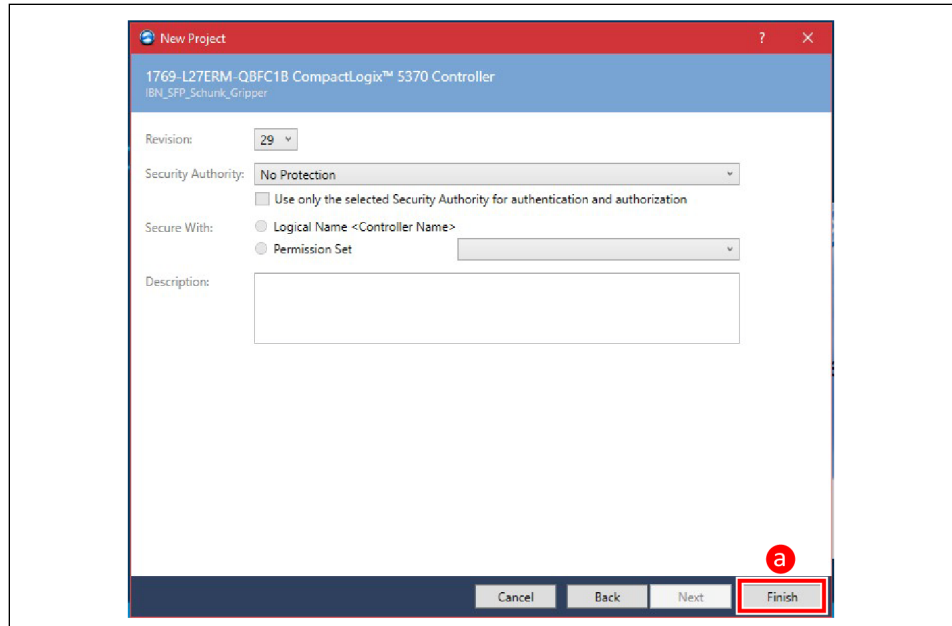 New Project
?
1769-L27ERM-QBFC1B CompactLogix™ 5370 Controller
IBN_SFP_Schunk_Gripper
Revision: 29
Security Authority: No Protection
Use only the selected Security Authority for authentication and authorization
Secure With: Logical Name <Controller Name>
Permission Set
Description:
a
Cancel Back Next Finish